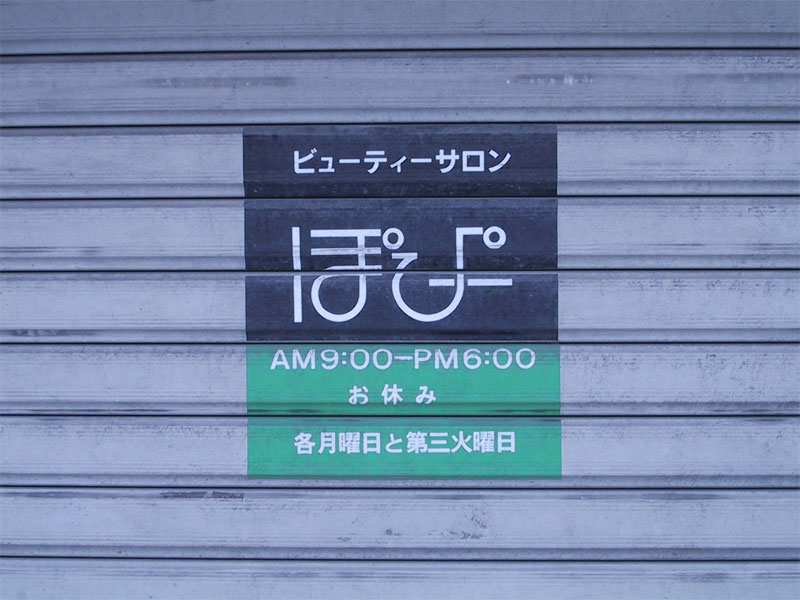 ビューティーサロン
ぽぴー
AM9:00–PM6:00
お休み
各月曜日と第三火曜日